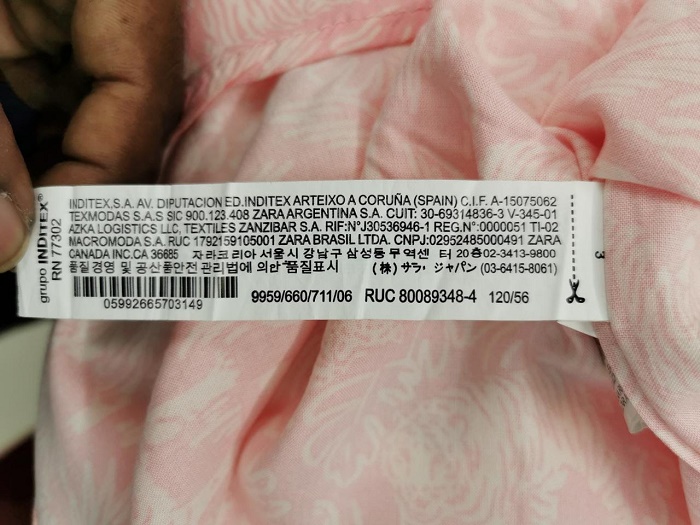 grupo INDITEX®
RN 77302
INDITEX,S.A. AV. DIPUTACION ED.INDITEX ARTEIXO A CORUÑA (SPAIN) C.I.F. A-15075062
TEXMODAS S.A.S SIC 900.123.408 ZARA ARGENTINA S.A. CUIT: 30-69314836-3 V-345-01
AZKA LOGISTICS LLC, TEXTILES ZANZIBAR S.A. RIF:N°J30536946-1 REG.N°:0000051 TI-02
MACROMODA S.A. RUC 1792159105001 ZARA BRASIL LTDA. CNPJ:02952485000491 ZARA
CANADA INC.CA 36685 자라코리아 서울시 강남구 삼성동 무역센터 20층 02-3413-9800
품질경영 및 공산품안전 관리법에 의한 품질표시 (株) ザラ・ジャパン (03-6415-8061)
05992665703149
9959/660/711/06 RUC 80089348-4 120/56
3